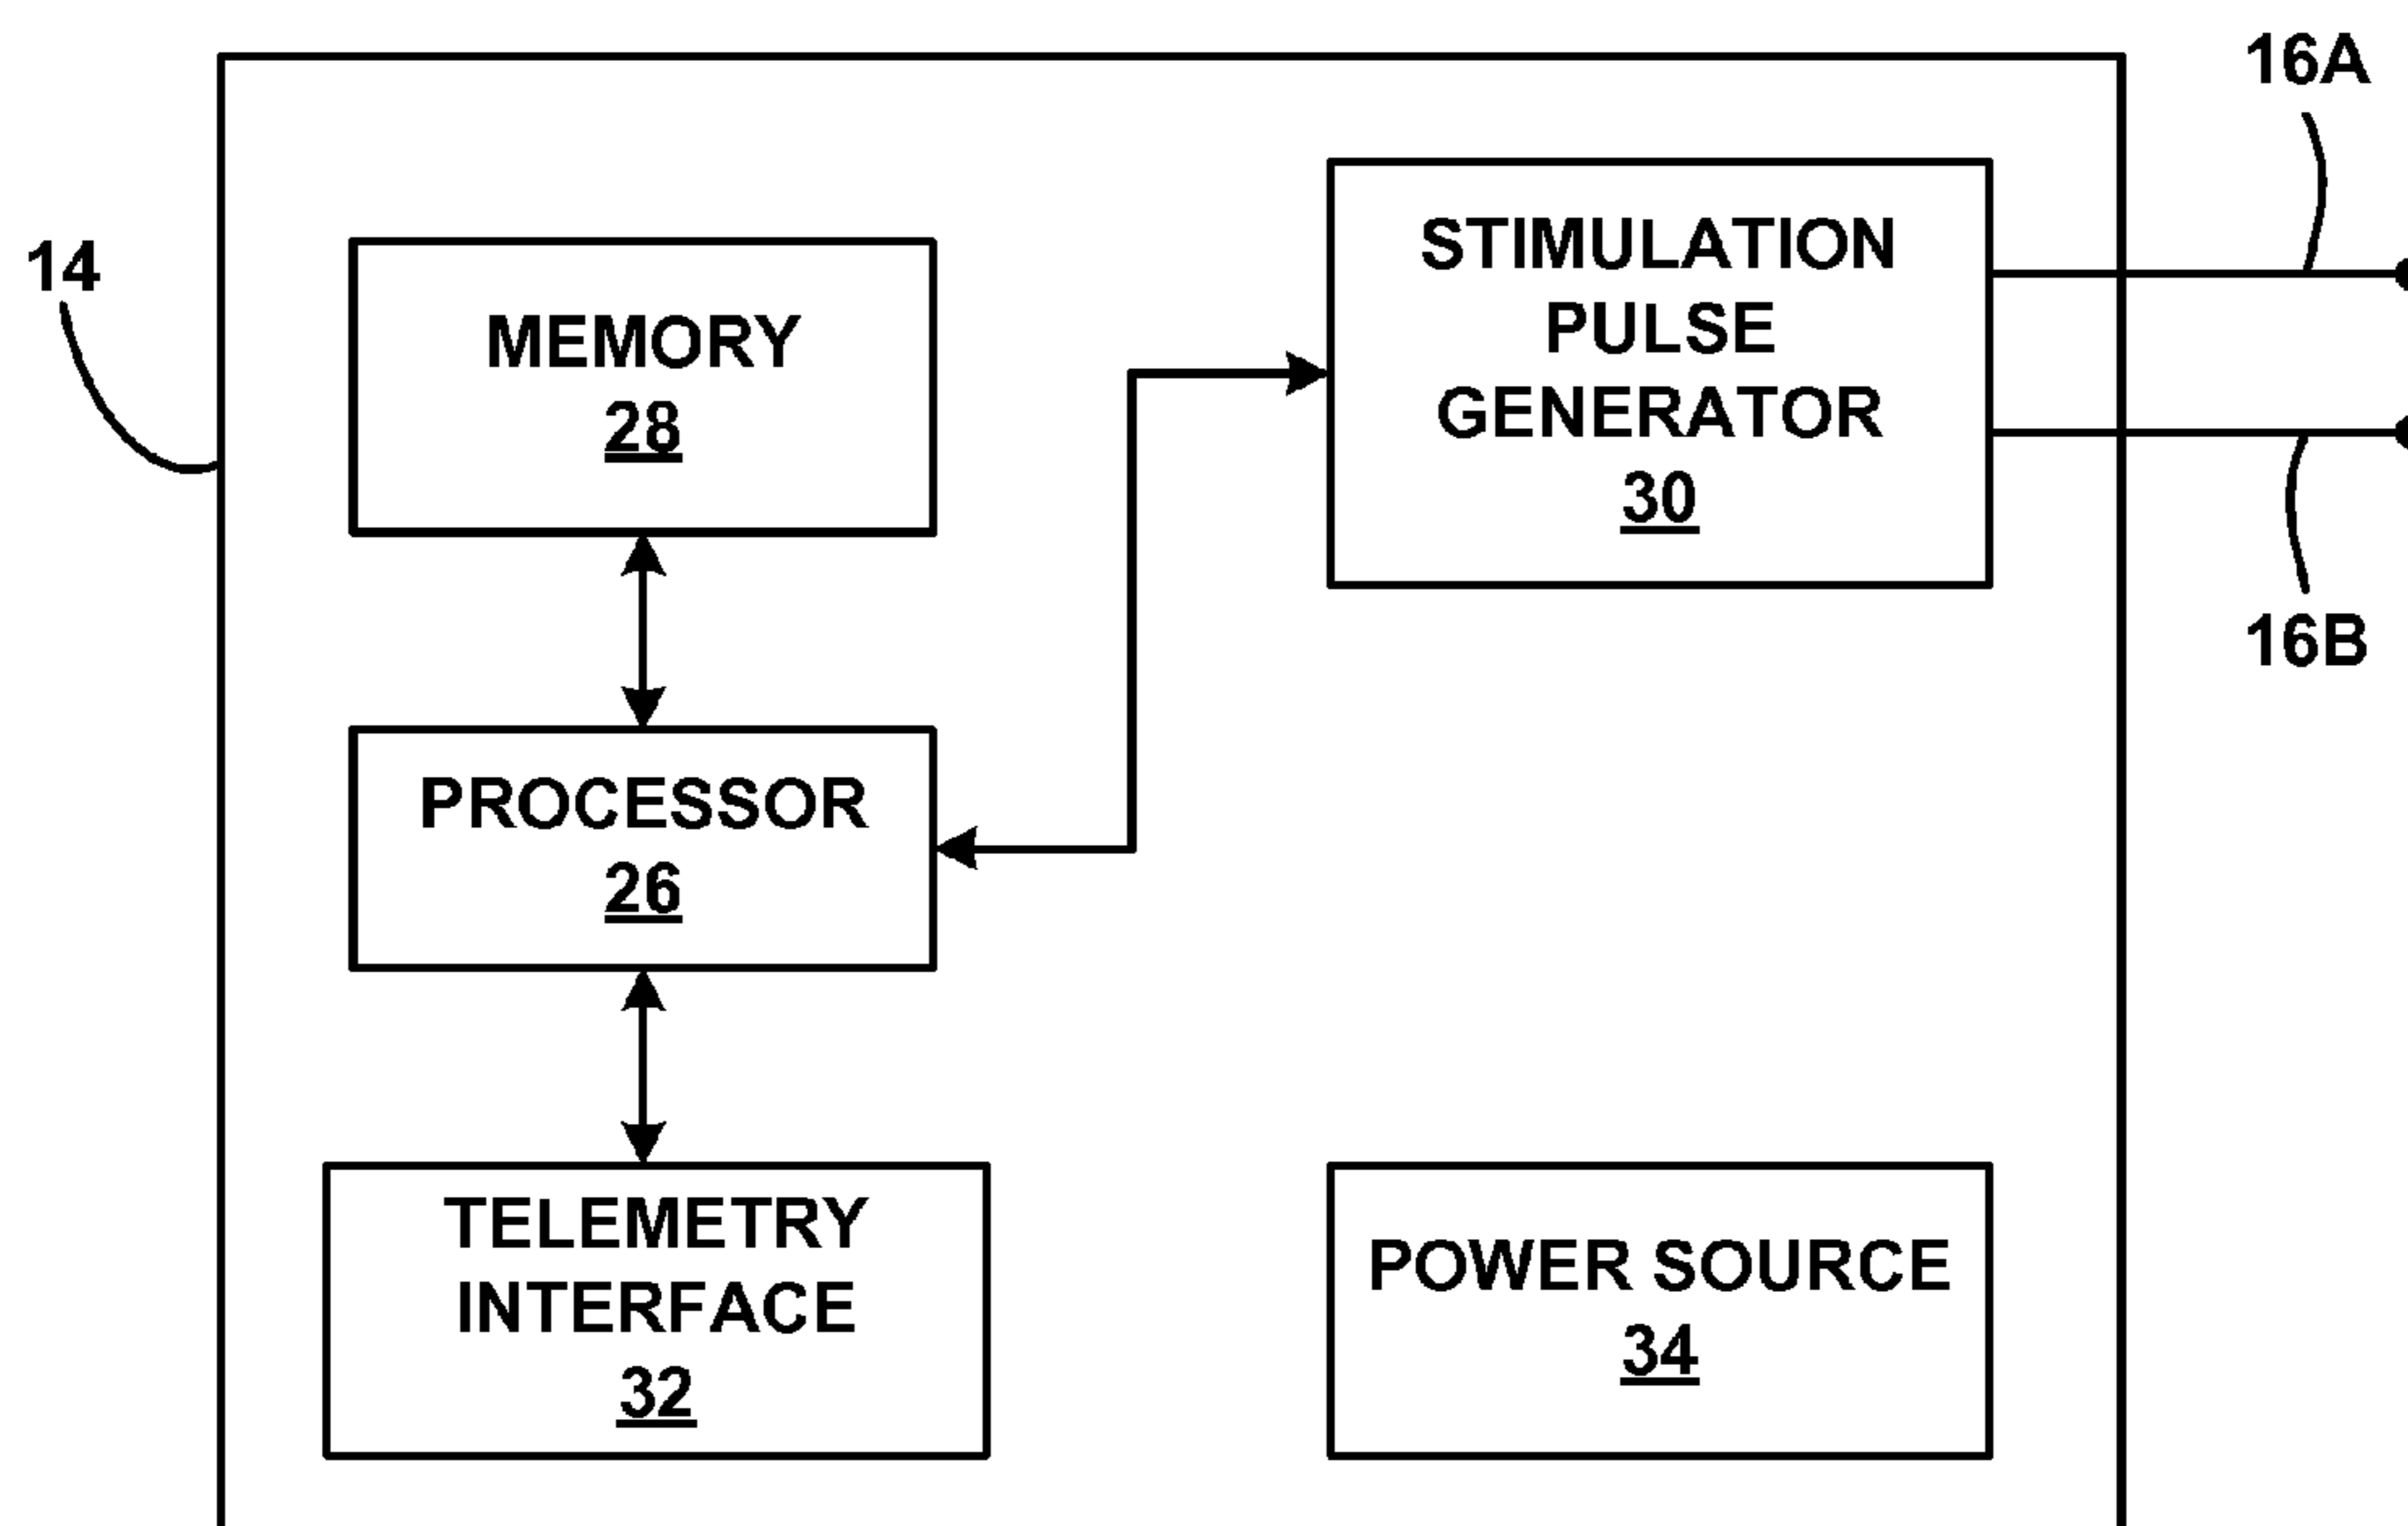 16A
14
MEMORY
28
STIMULATION
PULSE
GENERATOR
30
16B
PROCESSOR
26
TELEMETRY
INTERFACE
32
POWER SOURCE
34